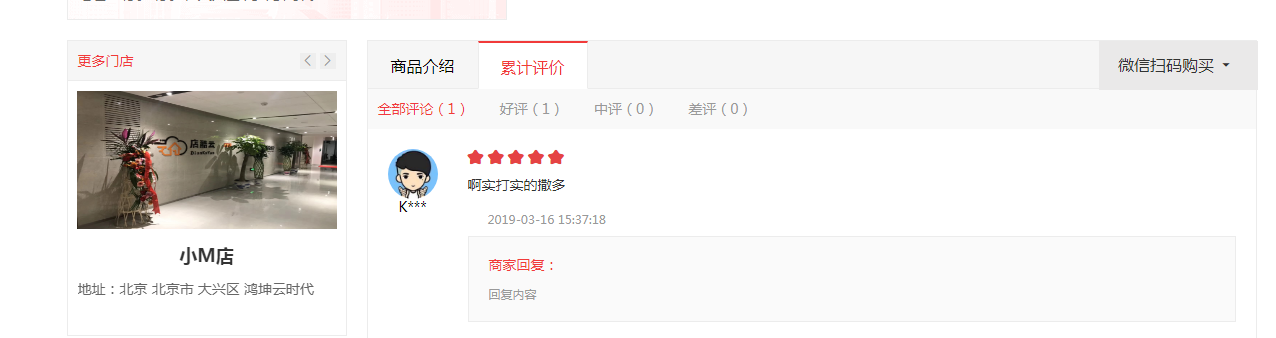 更多门店
店酷云
小M店
地址：北京 北京市 大兴区 鸿坤云时代
商品介绍
累计评价
微信扫码购买
全部评论（1）
好评（1）
中评（0）
差评（0）
啊实打实的撒多
K***
2019-03-16 15:37:18
商家回复：
回复内容